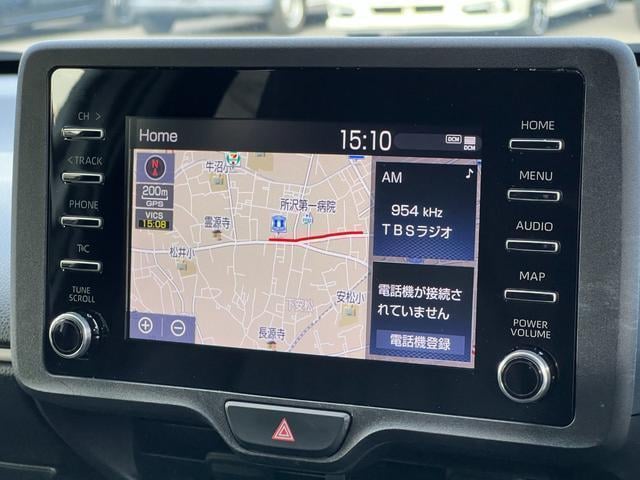 CH >
< TRACK
PHONE
T/C
TUNE
SCROLL
Home
15:10
DCM
DCM
N
200m
GPS
VICS
15:08
牛沼小
所沢第一病院
霊源寺
松井小
下安松
安松小
長源寺
AM
954 kHz
TBSラジオ
電話機が接続さ
れていません
電話機登録
HOME
MENU
AUDIO
MAP
POWER
VOLUME